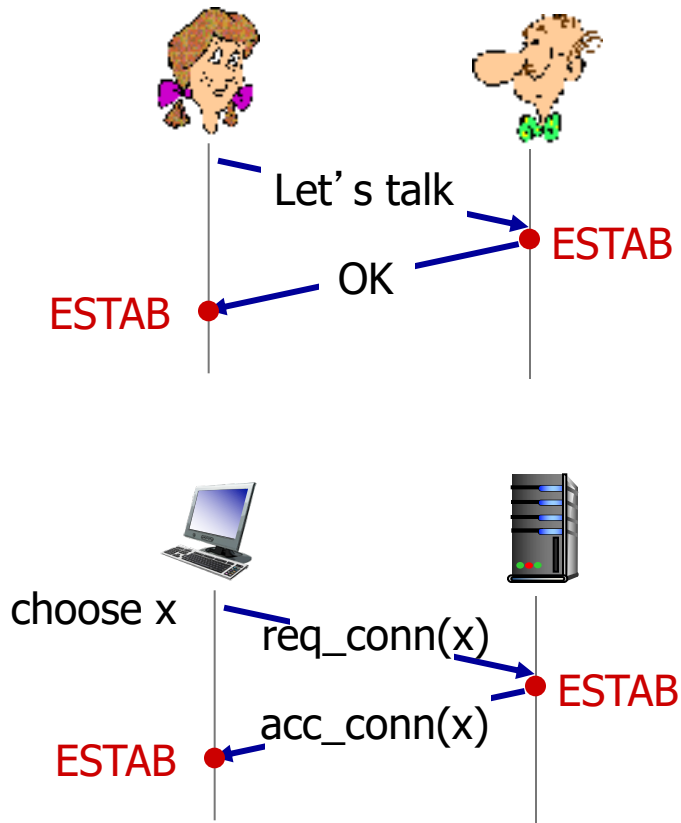 Let’s talk
ESTAB
OK
ESTAB
choose x
req_conn(x)
ESTAB
acc_conn(x)
ESTAB